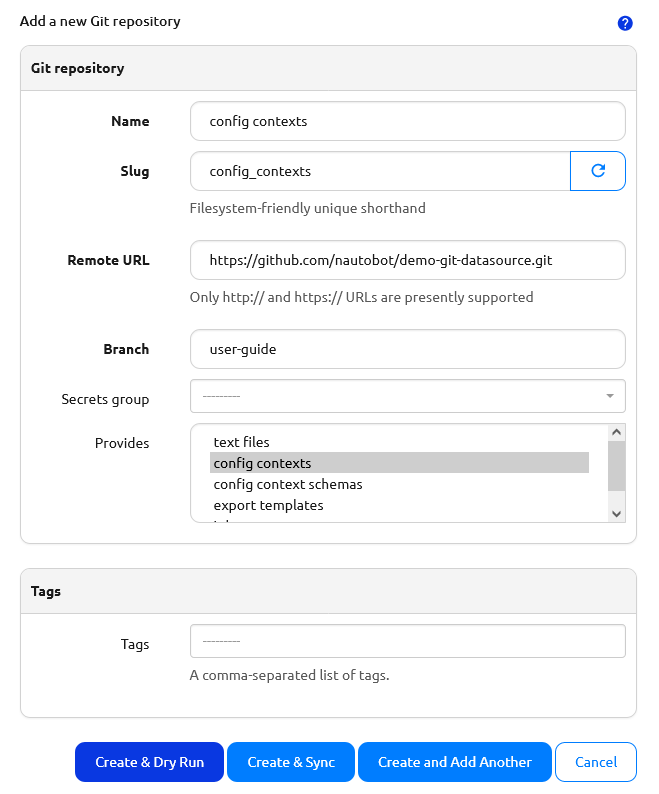 Add a new Git repository
?
Git repository
Name config contexts
Slug config_contexts
Filesystem-friendly unique shorthand
Remote URL https://github.com/nautobot/demo-git-datasource.git
Only http:// and https:// URLs are presently supported
Branch user-guide
Secrets group ---------
Provides text files
config contexts
config context schemas
export templates
Tags
Tags ---------
A comma-separated list of tags.
Create & Dry Run Create & Sync Create and Add Another Cancel